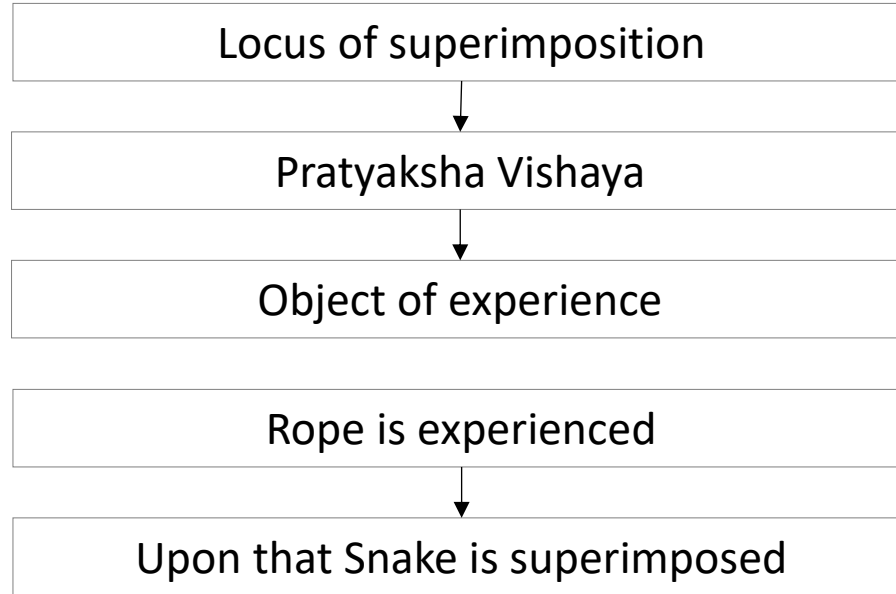 Locus of superimposition
Pratyaksha Vishaya
Object of experience
Rope is experienced
Upon that Snake is superimposed